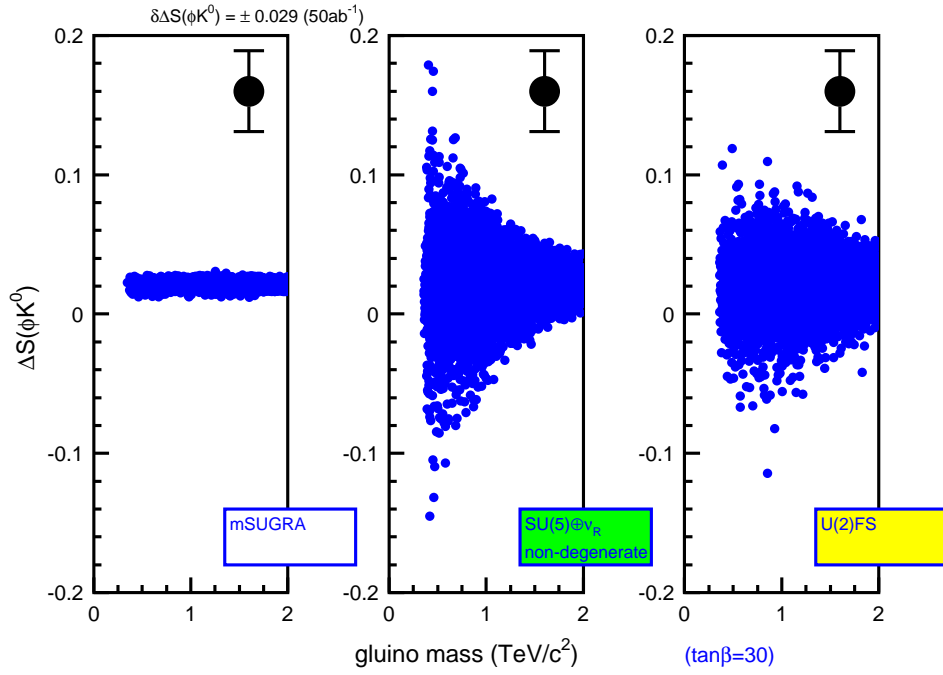 δΔS(ϕK⁰) = ± 0.029 (50ab⁻¹)
ΔS(ϕK⁰)
0.2
0.1
0
-0.1
-0.2
0 1 2
mSUGRA
0.2
0.1
0
-0.1
-0.2
0 1 2
SU(5)⊕ν_R
non-degenerate
0.2
0.1
0
-0.1
-0.2
0 1 2
U(2)FS
gluino mass (TeV/c²)
(tanβ=30)